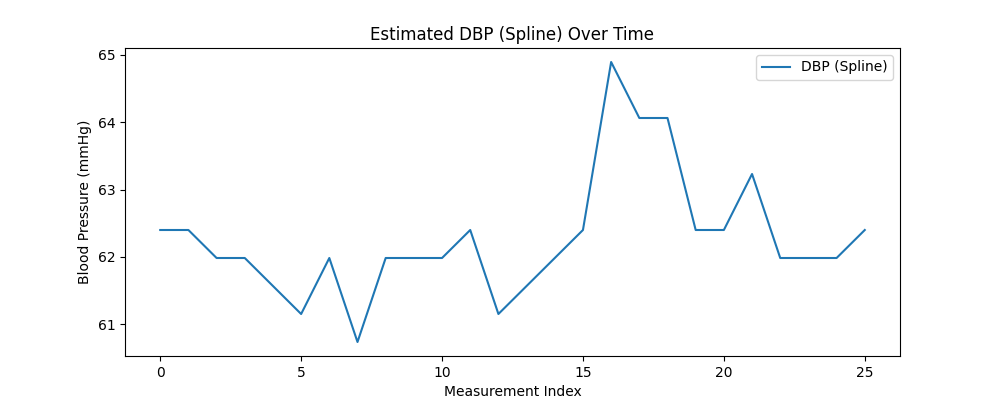 Estimated DBP (Spline) Over Time
DBP (Spline)
Blood Pressure (mmHg)
65
64
63
62
61
0 5 10 15 20 25
Measurement Index